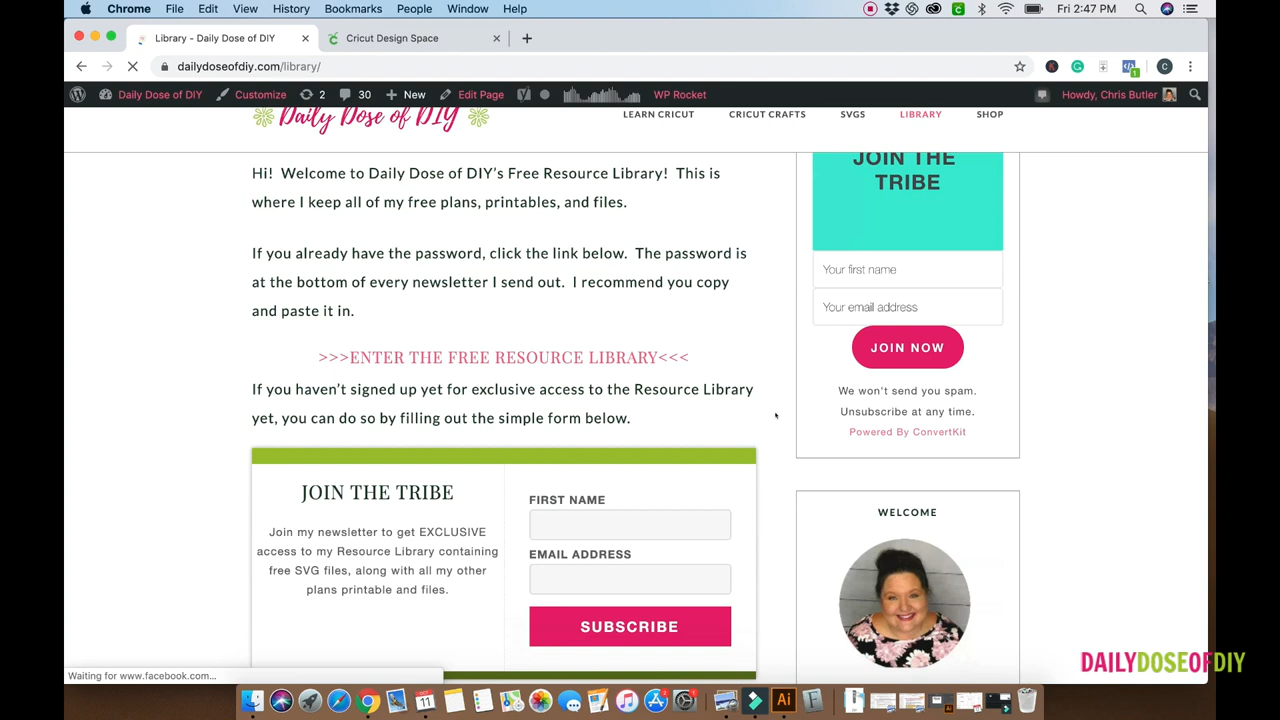 Chrome File Edit View History Bookmarks People Window Help Fri 2:47 PM
Library - Daily Dose of DIY Cricut Design Space
dailydoseofdiy.com/library/
Daily Dose of DIY Customize 2 30 New Edit Page WP Rocket Howdy, Chris Butler
Daily Dose of DIY LEARN CRICUT CRICUT CRAFTS SVGS LIBRARY SHOP
Hi! Welcome to Daily Dose of DIY's Free Resource Library! This is
where I keep all of my free plans, printables, and files.
If you already have the password, click the link below. The password is
at the bottom of every newsletter I send out. I recommend you copy
and paste it in.
>>>ENTER THE FREE RESOURCE LIBRARY<<<
If you haven't signed up yet for exclusive access to the Resource Library
yet, you can do so by filling out the simple form below.
JOIN THE TRIBE
Join my newsletter to get EXCLUSIVE
access to my Resource Library containing
free SVG files, along with all my other
plans printable and files.
FIRST NAME
EMAIL ADDRESS
SUBSCRIBE
JOIN THE
TRIBE
Your first name
Your email address
JOIN NOW
We won't send you spam.
Unsubscribe at any time.
Powered By ConvertKit
WELCOME
Waiting for www.facebook.com...
DAILYDOSEOFDIY
11
Ai